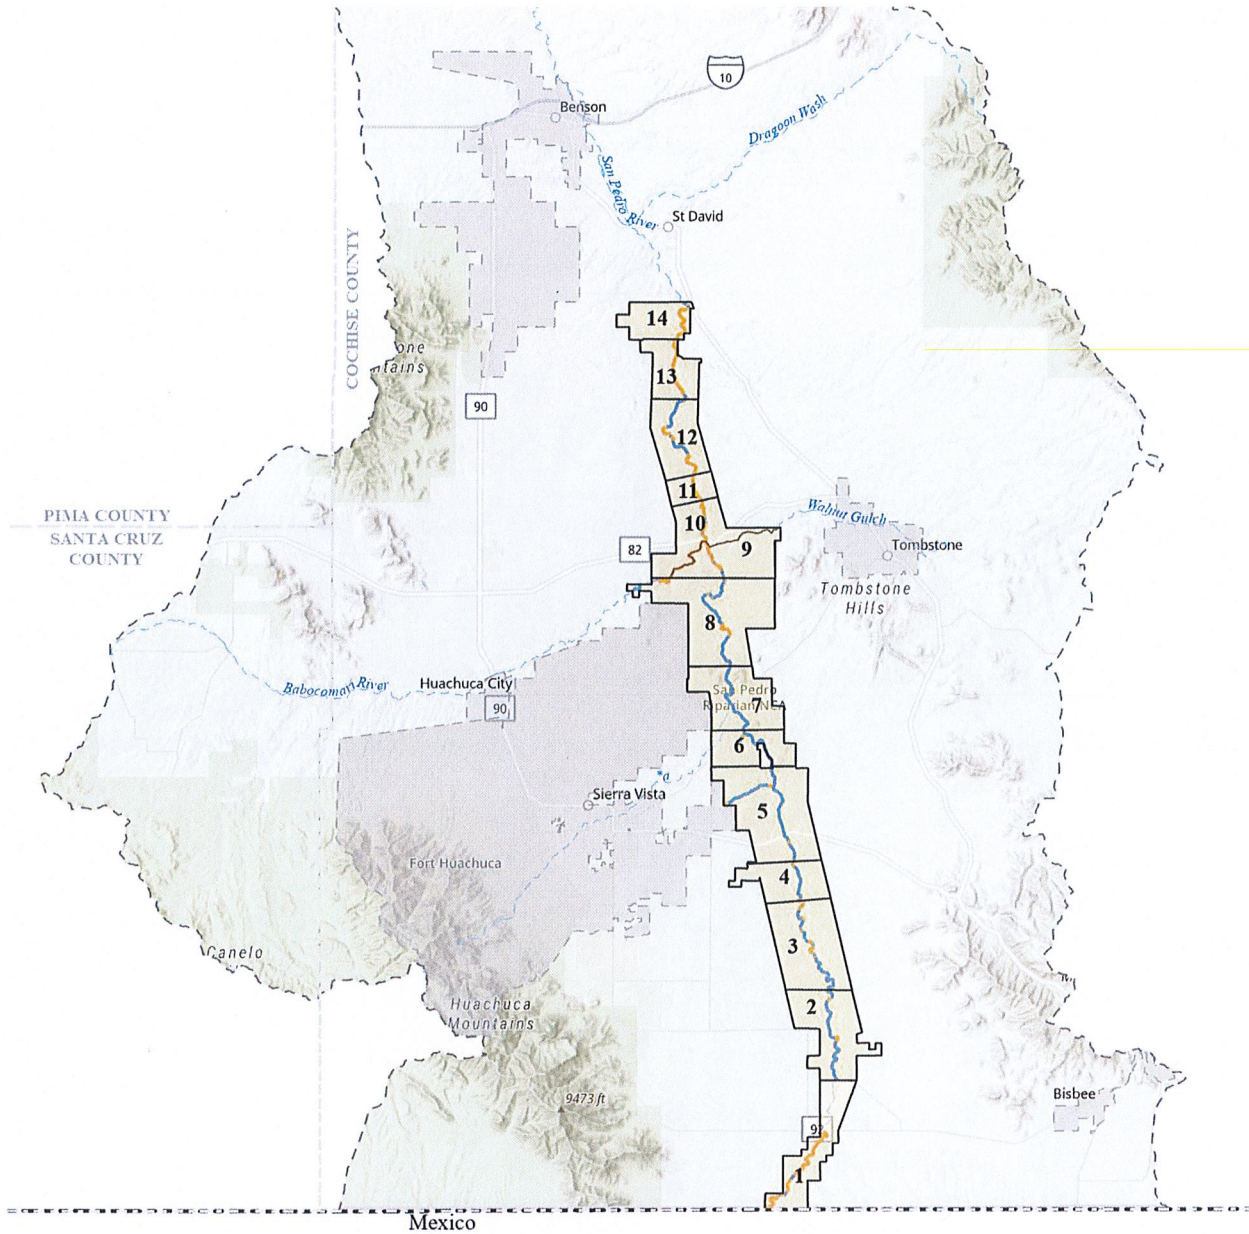 10
Benson
Dragoon Wash
San Pedro River
St David
COCHISE COUNTY
14
one
tains
13
90
12
11
PIMA COUNTY
SANTA CRUZ
COUNTY
Walnut Gulch
10
82
9
Tombstone
Tombstone
Hills
8
Huachuca City
Babocomari River
San Pedro
Riparian NCA
7
90
6
Sierra Vista
5
Fort Huachuca
4
3
Canelo
Huachuca
Mountains
2
9473 ft
Bisbee
92
1
Mexico